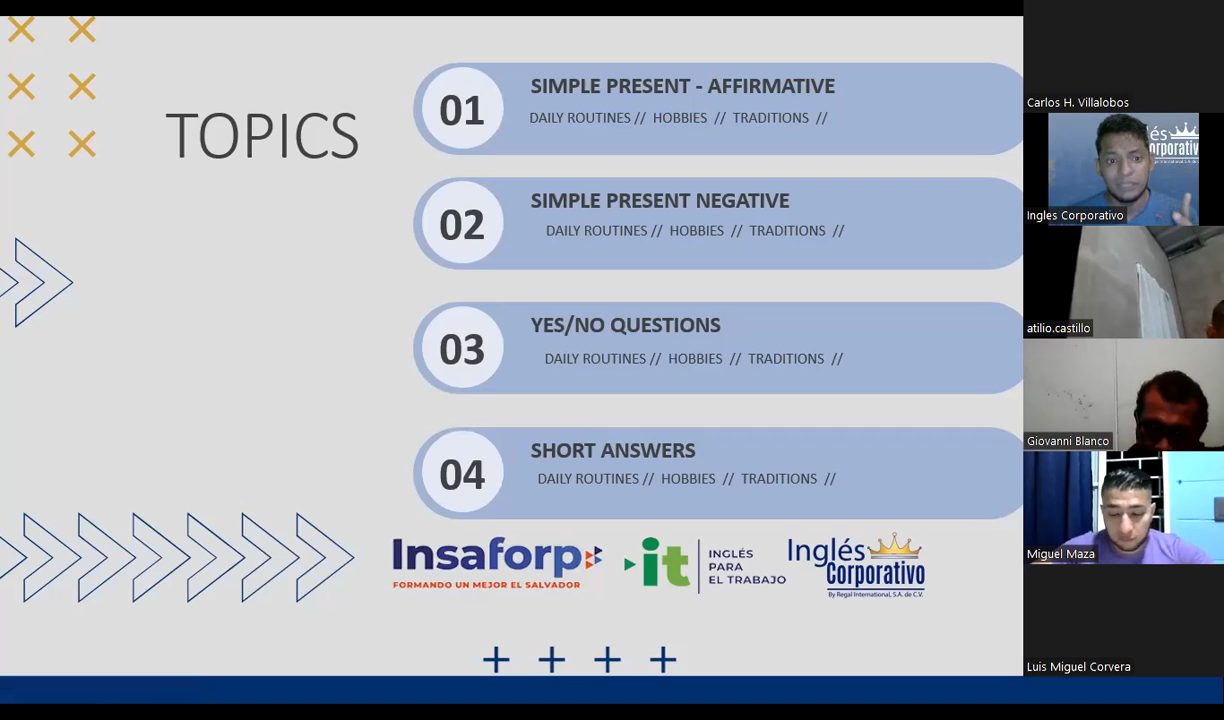 TOPICS
01
SIMPLE PRESENT - AFFIRMATIVE
DAILY ROUTINES // HOBBIES // TRADITIONS //
02
SIMPLE PRESENT NEGATIVE
DAILY ROUTINES // HOBBIES // TRADITIONS //
03
YES/NO QUESTIONS
DAILY ROUTINES // HOBBIES // TRADITIONS //
04
SHORT ANSWERS
DAILY ROUTINES // HOBBIES // TRADITIONS //
Insaforp
FORMANDO UN MEJOR EL SALVADOR
it
INGLÉS
PARA
EL TRABAJO
Inglés
Corporativo
By Regal International, S.A. de C.V.
Carlos H. Villalobos
Ingles Corporativo
atilio.castillo
Giovanni Blanco
Miguel Maza
Luis Miguel Corvera